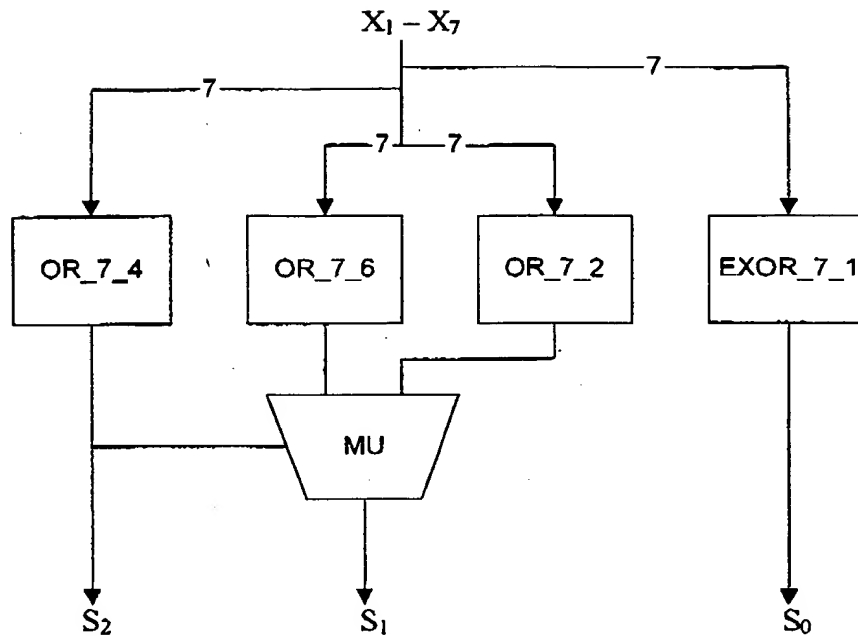 X₁ – X₇
7
7
7 7
OR_7_4 OR_7_6 OR_7_2 EXOR_7_1
MU
S₂ S₁ S₀